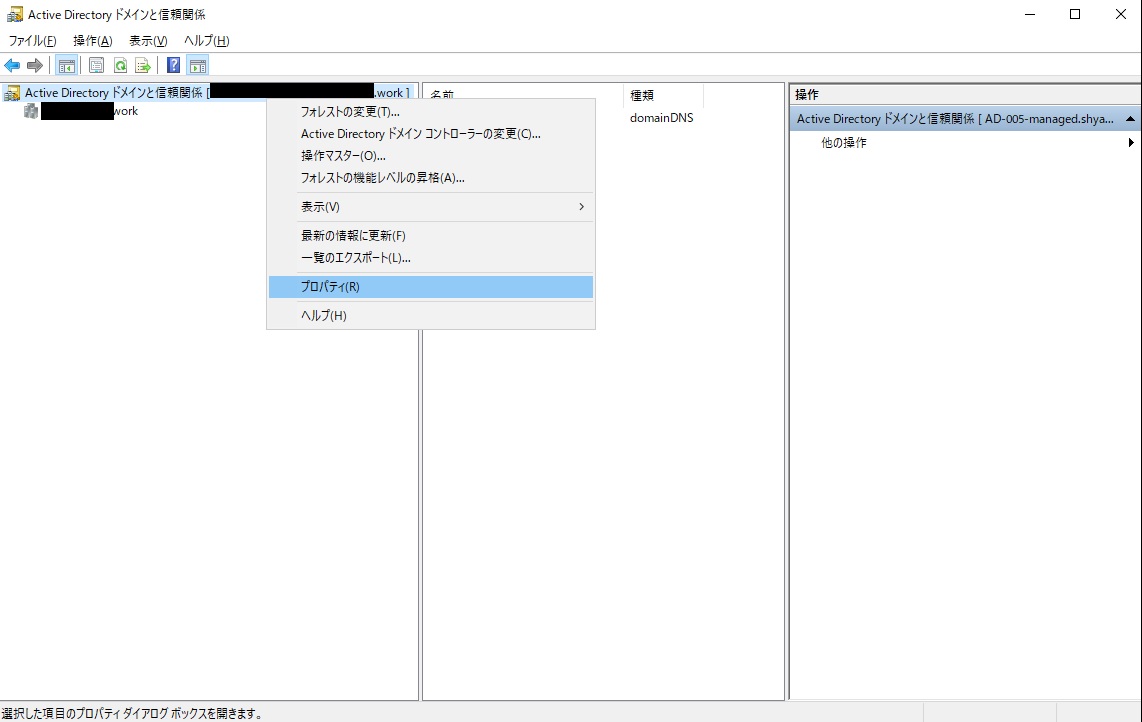 Active Directory ドメインと信頼関係
ファイル(F) 操作(A) 表示(V) ヘルプ(H)
Active Directory ドメインと信頼関係 [ .work ]
work
名前 種類
domainDNS
フォレストの変更(T)...
Active Directory ドメイン コントローラーの変更(C)...
操作マスター(O)...
フォレストの機能レベルの昇格(A)...
表示(V)
最新の情報に更新(F)
一覧のエクスポート(L)...
プロパティ(R)
ヘルプ(H)
操作
Active Directory ドメインと信頼関係 [ AD-005-managed.shya...
他の操作
選択した項目のプロパティ ダイアログ ボックスを開きます。